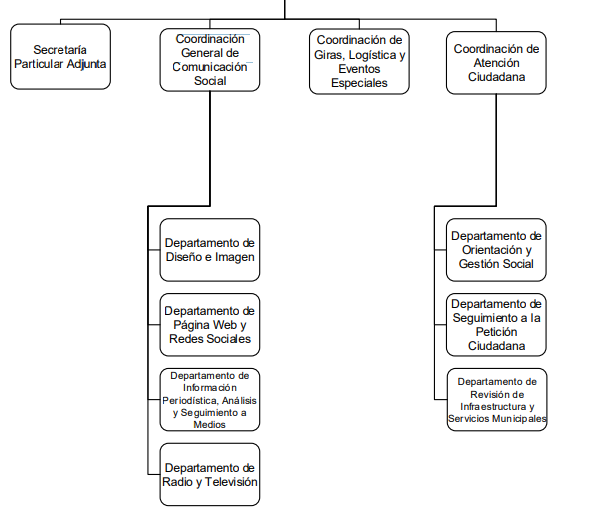 Secretaría
Particular Adjunta
Coordinación
General de
Comunicación
Social
Coordinación de
Giras, Logística y
Eventos
Especiales
Coordinación de
Atención
Ciudadana
Departamento de
Diseño e Imagen
Departamento de
Página Web y
Redes Sociales
Departamento de
Información
Periodística, Análisis
y Seguimiento a
Medios
Departamento de
Radio y Televisión
Departamento de
Orientación y
Gestión Social
Departamento de
Seguimiento a la
Petición
Ciudadana
Departamento de
Revisión de
Infraestructura y
Servicios Municipales